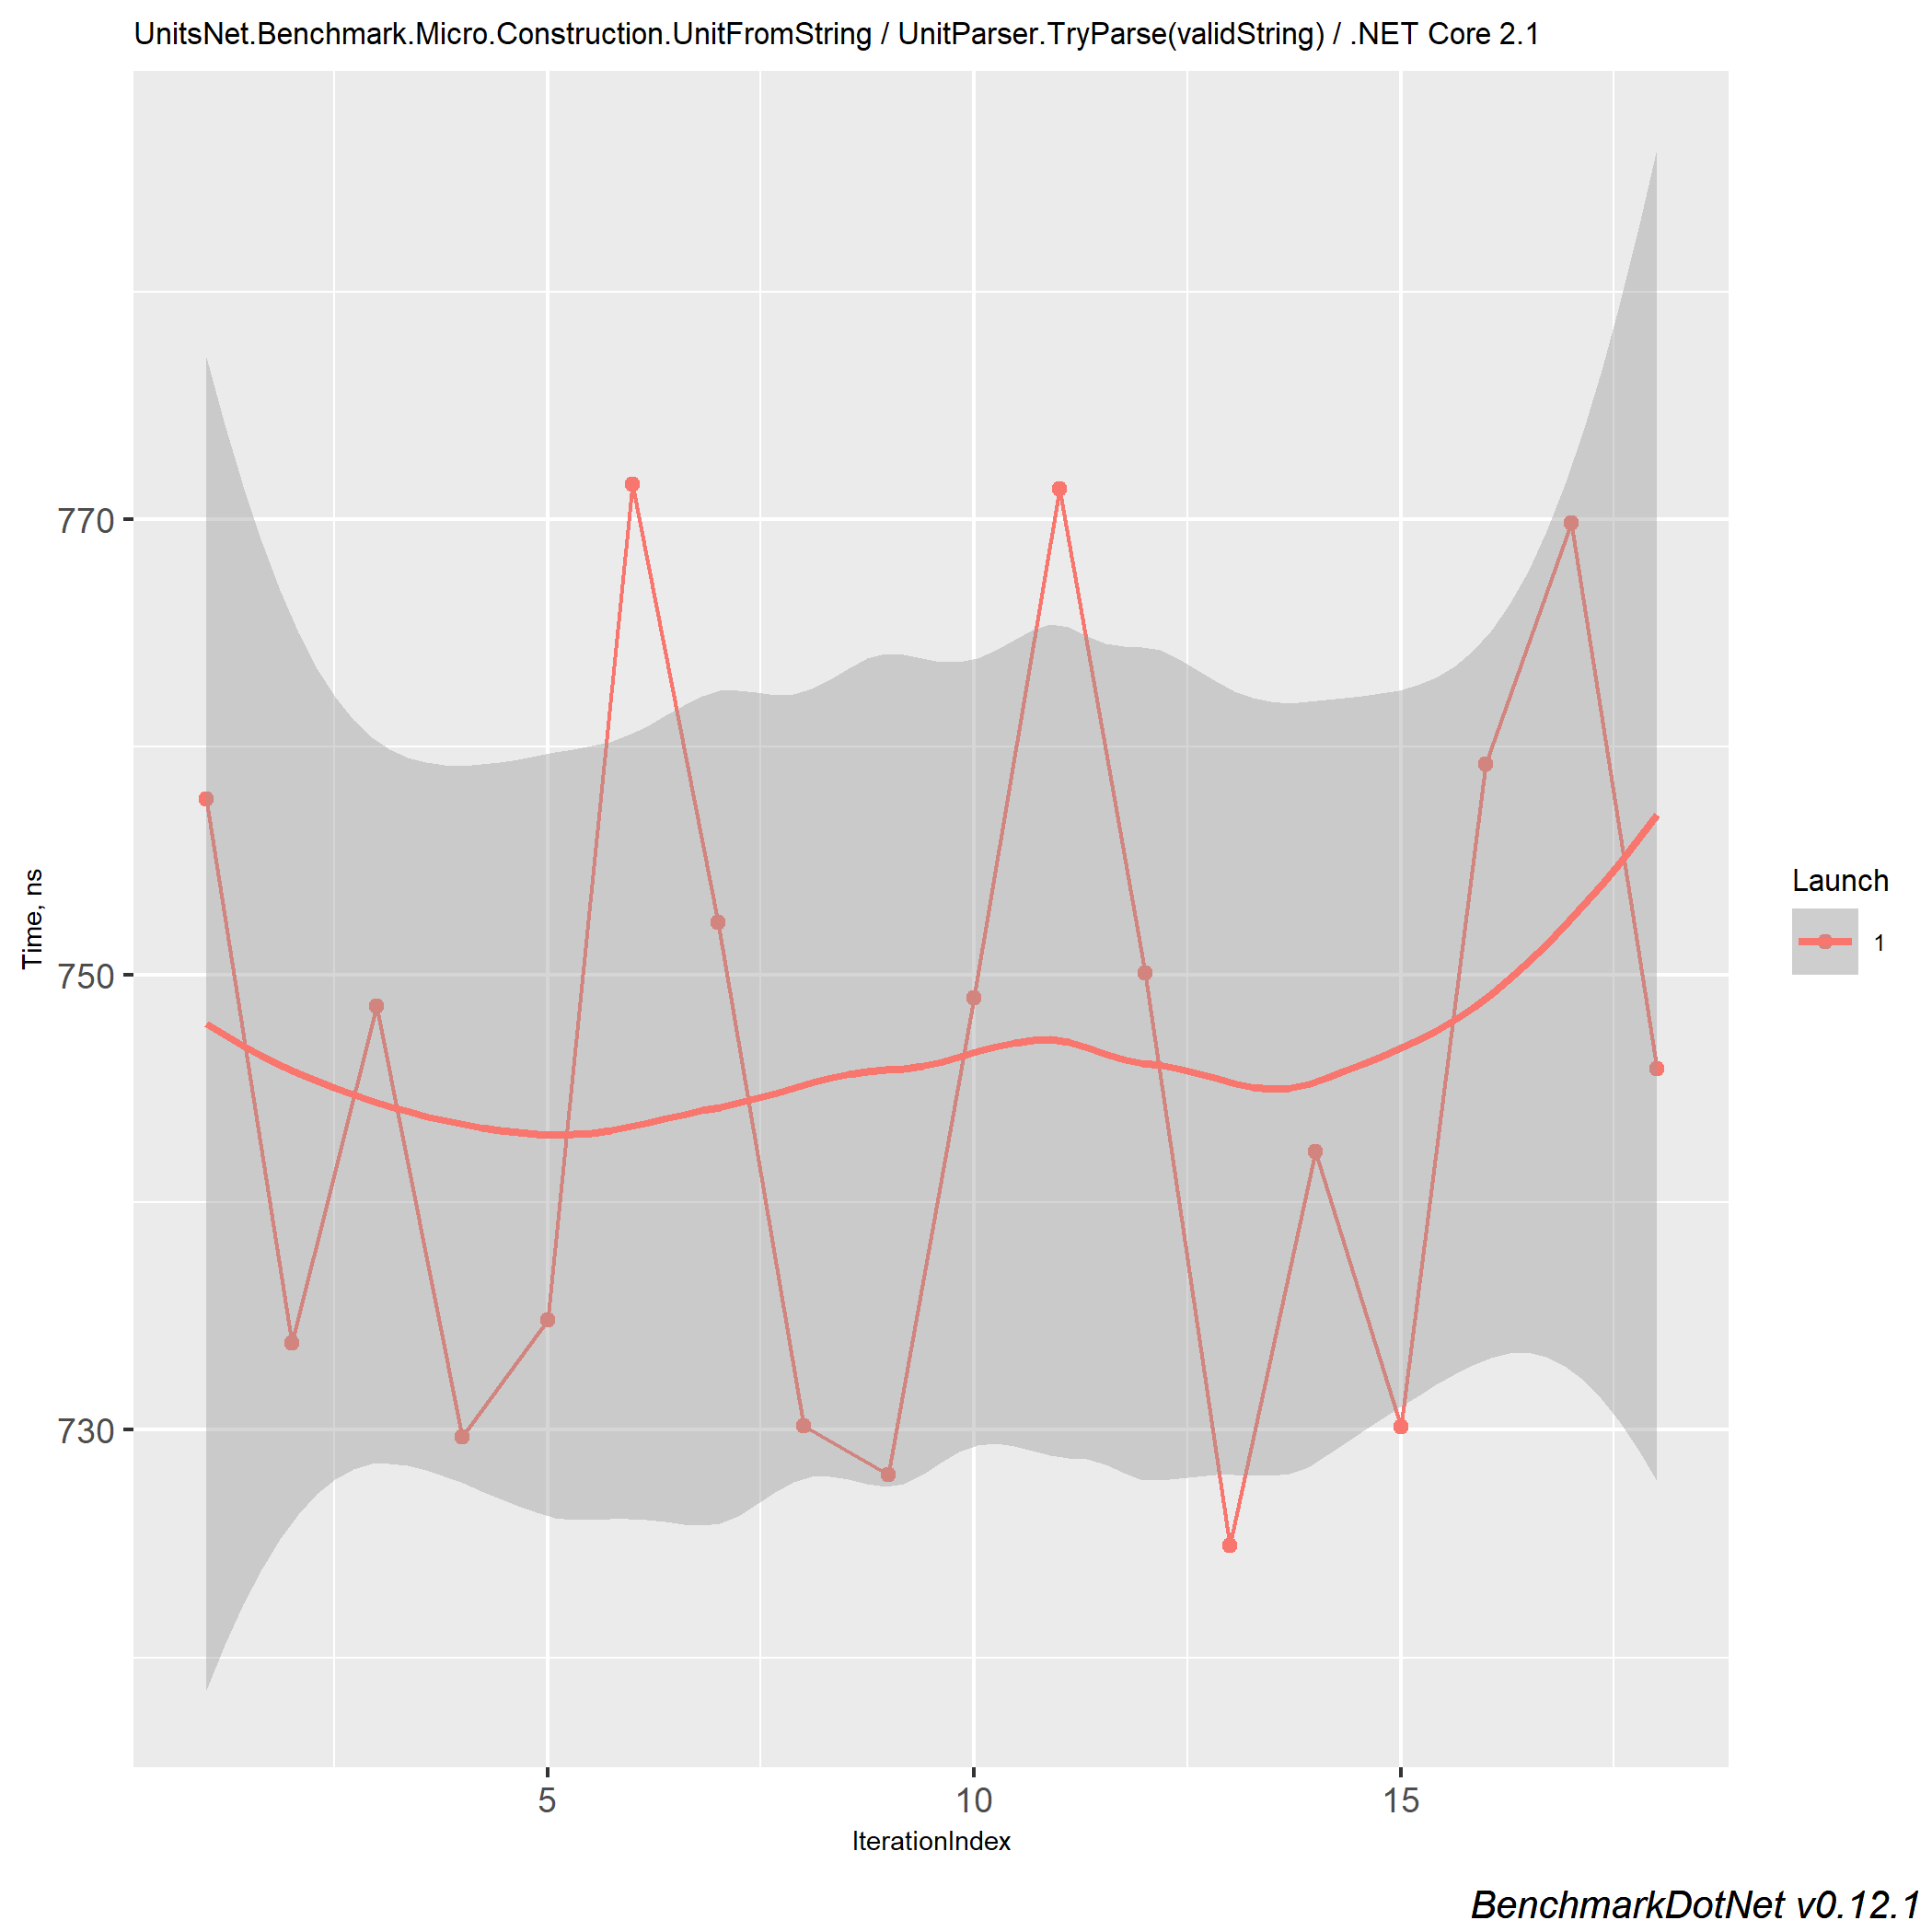 UnitsNet.Benchmark.Micro.Construction.UnitFromString / UnitParser.TryParse(validString) / .NET Core 2.1
770
750
730
Time, ns
5 10 15
IterationIndex
Launch
1
BenchmarkDotNet v0.12.1